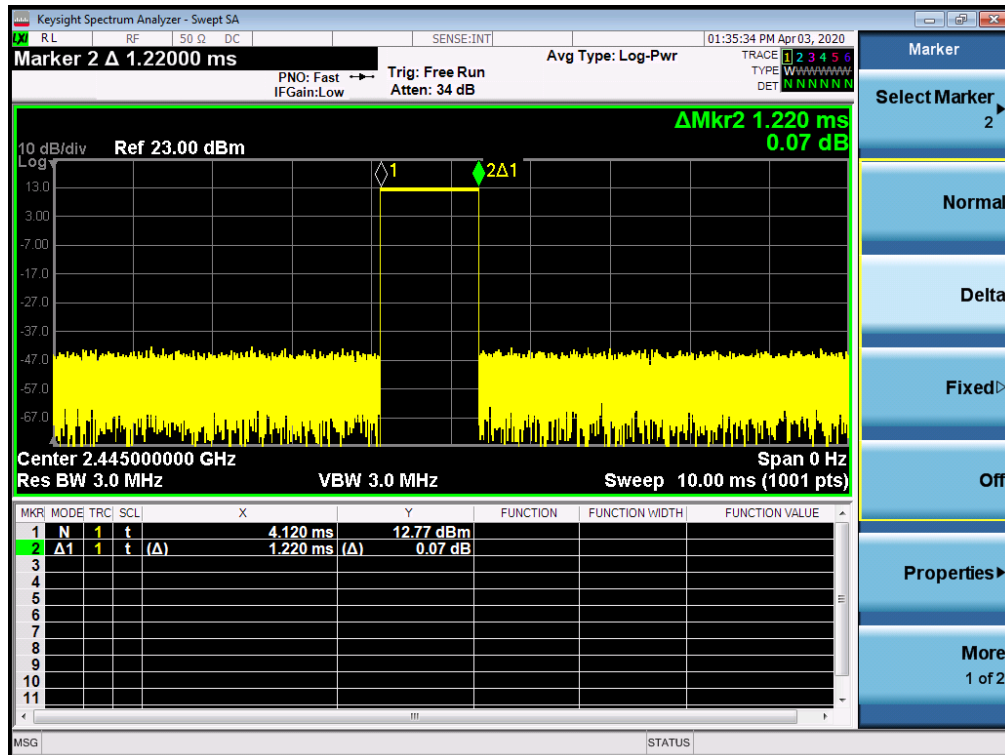 Keysight Spectrum Analyzer - Swept SA
LXI RL RF 50 Ω DC SENSE:INT 01:35:34 PM Apr 03, 2020
Marker 2 Δ 1.22000 ms
PNO: Fast
IFGain:Low
Trig: Free Run
Atten: 34 dB
Avg Type: Log-Pwr
TRACE 1 2 3 4 5 6
TYPE WWWWWW
DET N N N N N N
ΔMkr2 1.220 ms
0.07 dB
10 dB/div Ref 23.00 dBm
Log
1
2Δ1
13.0
3.00
-7.00
-17.0
-27.0
-37.0
-47.0
-57.0
-67.0
Center 2.445000000 GHz Span 0 Hz
Res BW 3.0 MHz VBW 3.0 MHz Sweep 10.00 ms (1001 pts)
MKR MODE TRC SCL X Y FUNCTION FUNCTION WIDTH FUNCTION VALUE
1 N 1 t 4.120 ms 12.77 dBm
2 Δ1 1 t (Δ) 1.220 ms (Δ) 0.07 dB
3
4
5
6
7
8
9
10
11
MSG STATUS
Marker
Select Marker
2
Normal
Delta
Fixed
Off
Properties
More
1 of 2